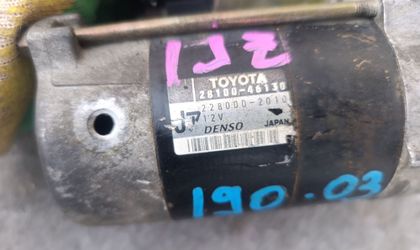 1JZ
TOYOTA
28100-46130
228000-2010
J7 12V
DENSO JAPAN
190-03